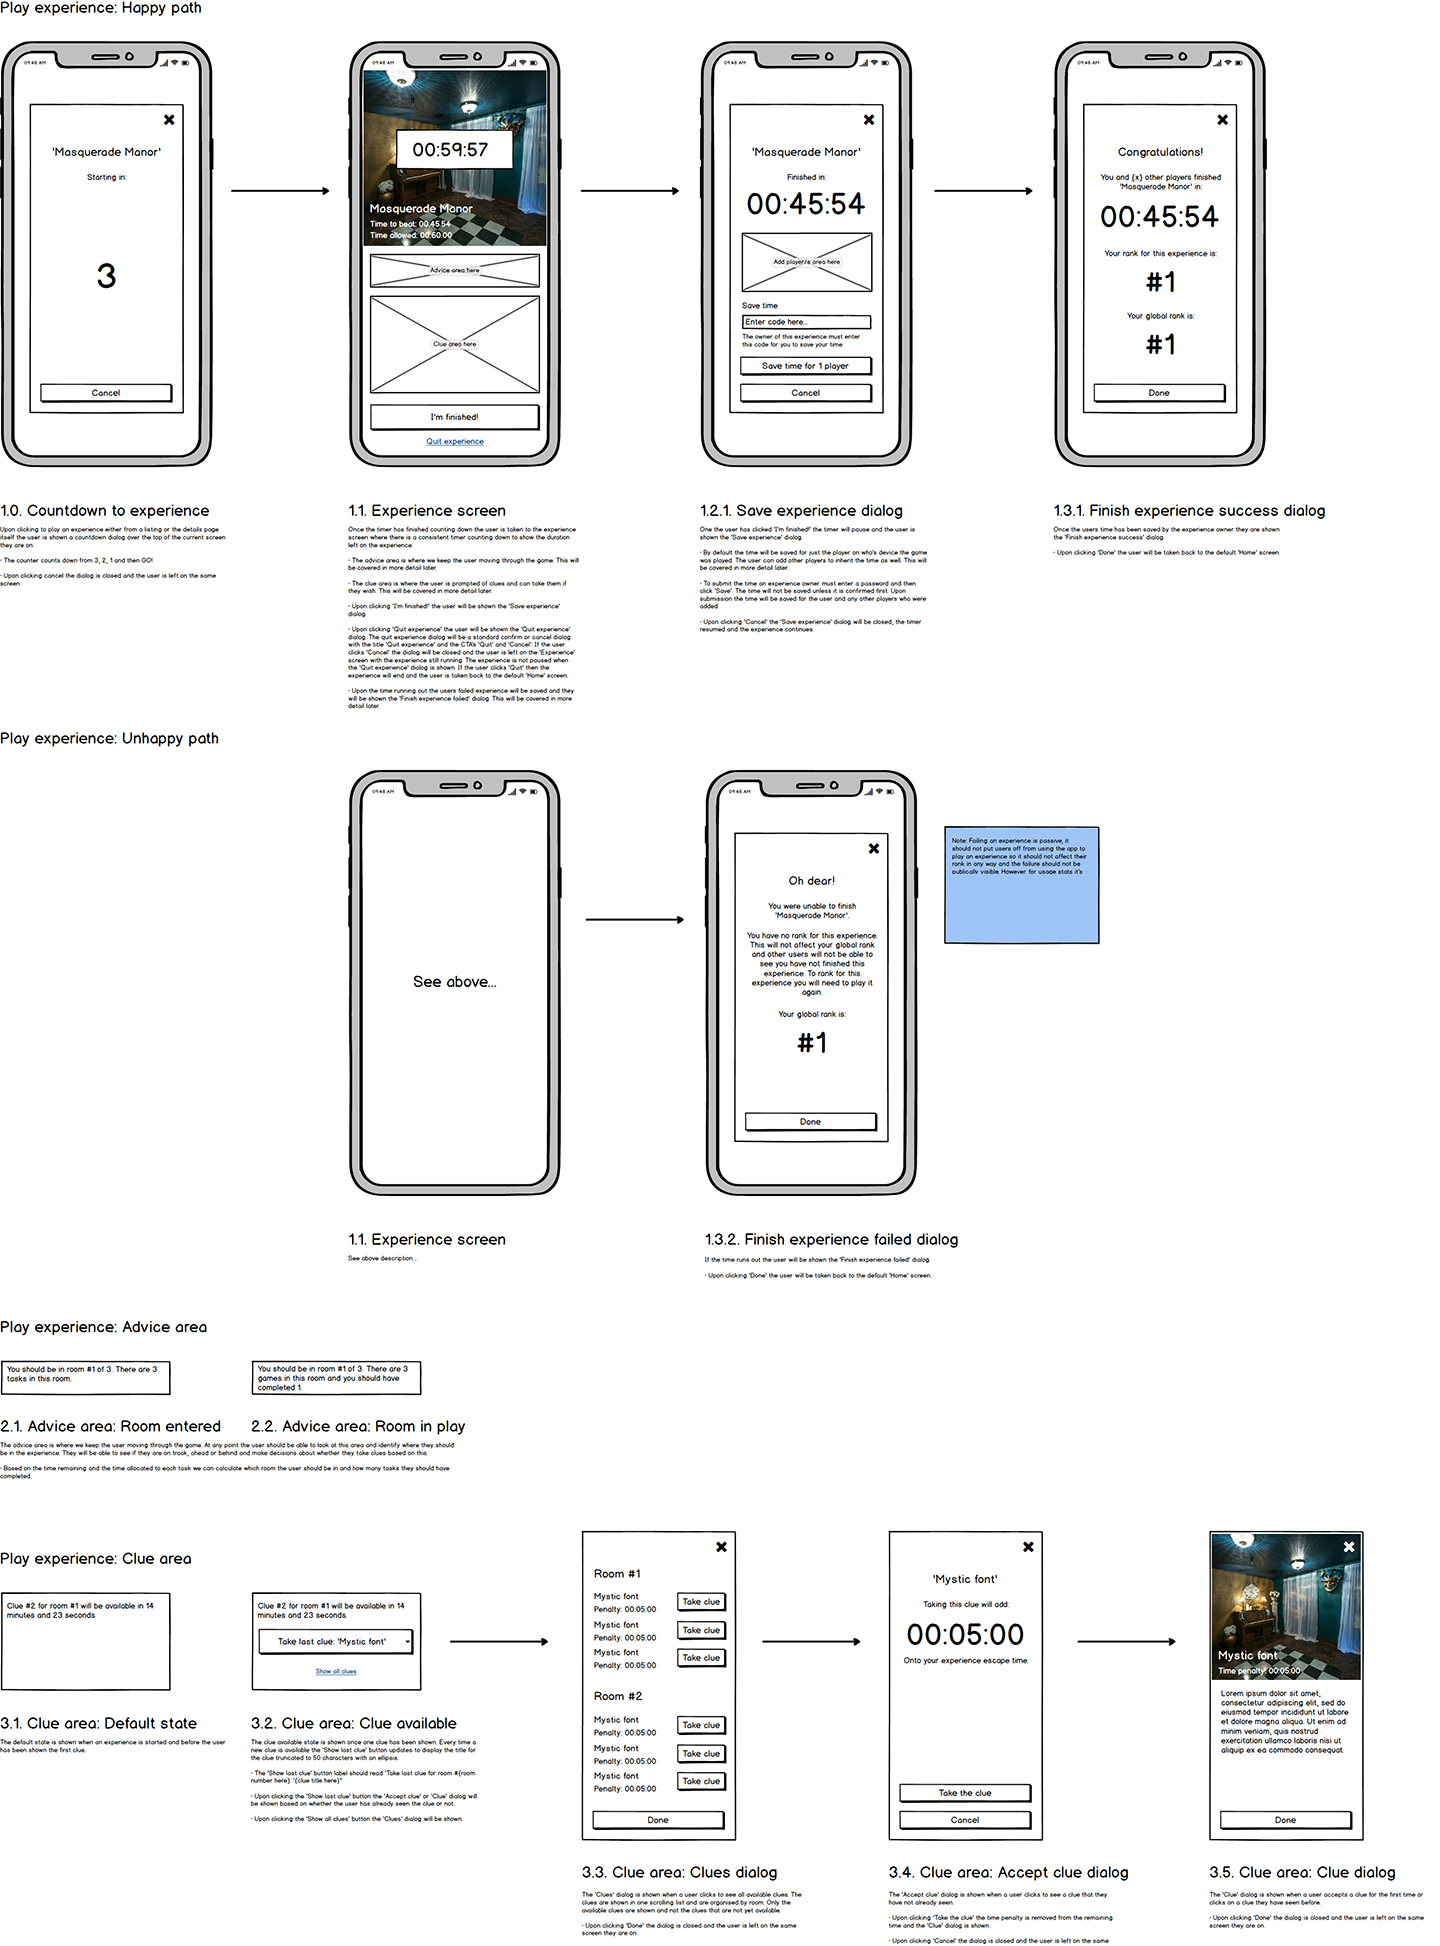 Play experience: Happy path
09:48 AM
'Masquerade Manor'
Starting in:
3
Cancel
09:48 AM
00:59:57
Masquerade Manor
Time to beat: 00:45:54
Time allowed: 00:60:00
Advice area here
Clue area here
I'm finished!
Quit experience
09:48 AM
'Masquerade Manor'
Finished in:
00:45:54
Add player/s area here
Save time
Enter code here...
The owner of this experience must enter
this code for you to save your time.
Save time for 1 player
Cancel
09:48 AM
Congratulations!
You and {x} other players finished
'Masquerade Manor' in:
00:45:54
Your rank for this experience is:
#1
Your global rank is:
#1
Done
1.0. Countdown to experience
Upon clicking to play an experience either from a listing or the details page
itself the user is shown a countdown dialog over the top of the current screen
they are on.
- The counter counts down from 3, 2, 1 and then GO!
- Upon clicking cancel the dialog is closed and the user is left on the same
screen.
1.1. Experience screen
Once the timer has finished counting down the user is taken to the experience
screen where there is a consistent timer counting down to show the duration
left on the experience.
- The advice area is where we keep the user moving through the game. This will
be covered in more detail later.
- The clue area is where the user is prompted of clues and can take them if
they wish. This will be covered in more detail later.
- Upon clicking 'I'm finished!' the user will be shown the 'Save experience'
dialog.
- Upon clicking 'Quit experience' the user will be shown the 'Quit experience'
dialog. The quit experience dialog will be a standard confirm or cancel dialog
with the title 'Quit experience' and the CTA's 'Quit' and 'Cancel'. If the user
clicks 'Cancel' the dialog will be closed and the user is left on the 'Experience'
screen with the experience still running. The experience is not paused when
the 'Quit experience' dialog is shown. If the user clicks 'Quit' then the
experience will end and the user is taken back to the default 'Home' screen.
- Upon the time running out the users failed experience will be saved and they
will be shown the 'Finish experience failed' dialog. This will be covered in more
detail later.
1.2.1. Save experience dialog
One the user has clicked 'I'm finished!' the timer will pause and the user is
shown the 'Save experience' dialog.
- By default the time will be saved for just the player on who's device the game
was played. The user can add other players to inherit the time as well. This will
be covered in more detail later.
- To submit the time an experience owner must enter a password and then
click 'Save'. The time will not be saved unless it is confirmed first. Upon
submission the time will be saved for the user and any other players who were
added.
- Upon clicking 'Cancel' the 'Save experience' dialog will be closed, the timer
resumed and the experience continues.
1.3.1. Finish experience success dialog
Once the users time has been saved by the experience owner they are shown
the 'Finish experience success' dialog.
- Upon clicking 'Done' the user will be taken back to the default 'Home' screen.
Play experience: Unhappy path
09:48 AM
See above...
09:48 AM
Oh dear!
You were unable to finish
'Masquerade Manor'.
You have no rank for this experience.
This will not affect your global rank
and other users will not be able to
see you have not finished this
experience. To rank for this
experience you will need to play it
again.
Your global rank is:
#1
Done
Note: Failing an experience is passive, it
should not put users off from using the app to
play an experience so it should not affect their
rank in any way and the failure should not be
publically visible. However, for usage stats it's
1.1. Experience screen
See above description...
1.3.2. Finish experience failed dialog
If the time runs out the user will be shown the 'Finish experience failed' dialog.
- Upon clicking 'Done' the user will be taken back to the default 'Home' screen.
Play experience: Advice area
You should be in room #1 of 3. There are 3
tasks in this room.
You should be in room #1 of 3. There are 3
games in this room and you should have
completed 1.
2.1. Advice area: Room entered
2.2. Advice area: Room in play
The advice area is where we keep the user moving through the game. At any point the user should be able to look at this area and identify where they should
be in the experience. They will be able to see if they are on track, ahead or behind and make decisions about whether they take clues based on this.
- Based on the time remaining and the time allocated to each task we can calculate which room the user should be in and how many tasks they should have
completed.
Play experience: Clue area
Clue #2 for room #1 will be available in 14
minutes and 23 seconds.
Clue #2 for room #1 will be available in 14
minutes and 23 seconds.
Take last clue: 'Mystic font'
Show all clues
Room #1
Mystic font
Penalty: 00:05:00
Take clue
Mystic font
Penalty: 00:05:00
Take clue
Mystic font
Penalty: 00:05:00
Take clue
Room #2
Mystic font
Penalty: 00:05:00
Take clue
Mystic font
Penalty: 00:05:00
Take clue
Mystic font
Penalty: 00:05:00
Take clue
Done
'Mystic font'
Taking this clue will add:
00:05:00
Onto your experience escape time.
Take the clue
Cancel
Mystic font
Time penalty: 00:05:00
Lorem ipsum dolor sit amet,
consectetur adipiscing elit, sed do
eiusmod tempor incididunt ut labore
et dolore magna aliqua. Ut enim ad
minim veniam, quis nostrud
exercitation ullamco laboris nisi ut
aliquip ex ea commodo consequat.
Done
3.1. Clue area: Default state
The default state is shown when an experience is started and before the user
has been shown the first clue.
3.2. Clue area: Clue available
The clue available state is shown once one clue has been shown. Every time a
new clue is available the 'Show last clue' button updates to display the title for
the clue truncated to 50 characters with an ellipsis.
- The 'Show last clue' button label should read 'Take last clue for room #{room
number here}: '{clue title here}''
- Upon clicking the 'Show last clue' button the 'Accept clue' or 'Clue' dialog will
be shown based on whether the user has already seen the clue or not.
- Upon clicking the 'Show all clues' button the 'Clues' dialog will be shown.
3.3. Clue area: Clues dialog
The 'Clues' dialog is shown when a user clicks to see all available clues. The
clues are shown in one scrolling list and are organised by room. Only the
available clues are shown and not the clues that are not yet available.
- Upon clicking 'Done' the dialog is closed and the user is left on the same
screen they are on.
3.4. Clue area: Accept clue dialog
The 'Accept clue' dialog is shown when a user clicks to see a clue that they
have not already seen.
- Upon clicking 'Take the clue' the time penalty is removed from the remaining
time and the 'Clue' dialog is shown.
- Upon clicking 'Cancel' the dialog is closed and the user is left on the same
3.5. Clue area: Clue dialog
The 'Clue' dialog is shown when a user accepts a clue for the first time or
clicks on a clue they have seen before.
- Upon clicking 'Done' the dialog is closed and the user is left on the same
screen they are on.